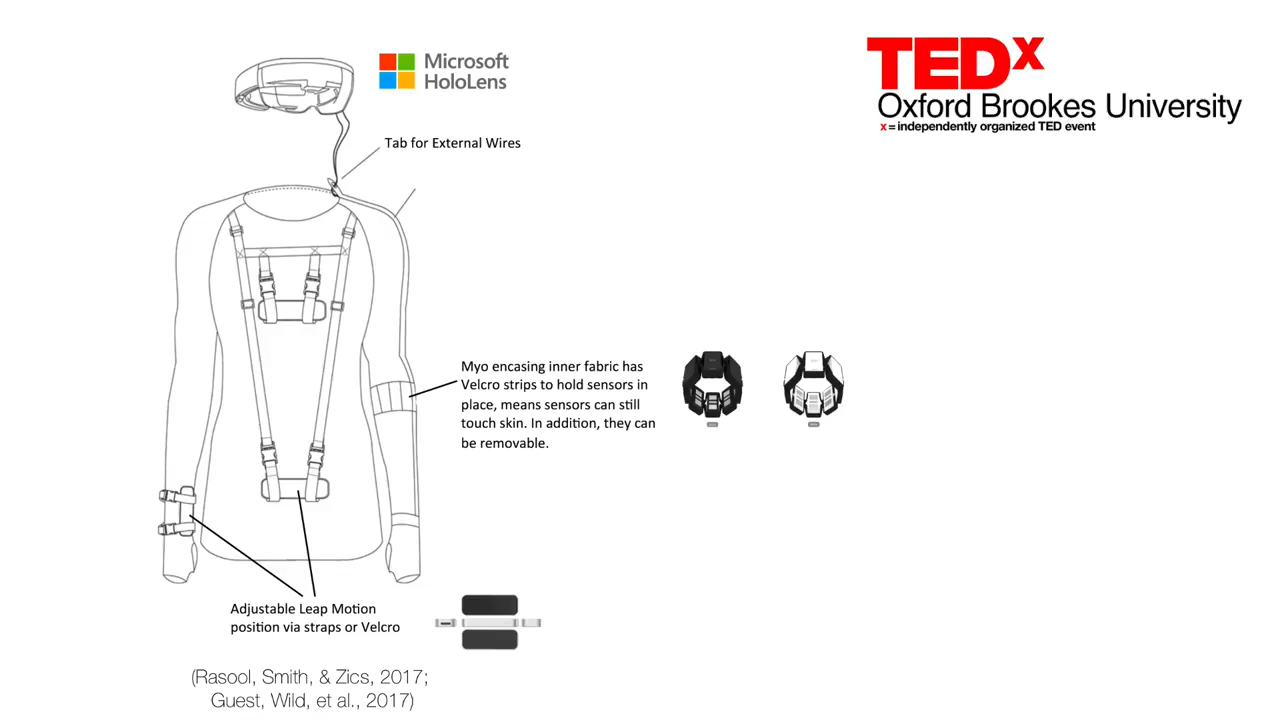 Microsoft
HoloLens
TEDx
Oxford Brookes University
x = independently organized TED event
Tab for External Wires
Myo encasing inner fabric has
Velcro strips to hold sensors in
place, means sensors can still
touch skin. In addition, they can
be removable.
Adjustable Leap Motion
position via straps or Velcro
(Rasool, Smith, & Zics, 2017;
Guest, Wild, et al., 2017)